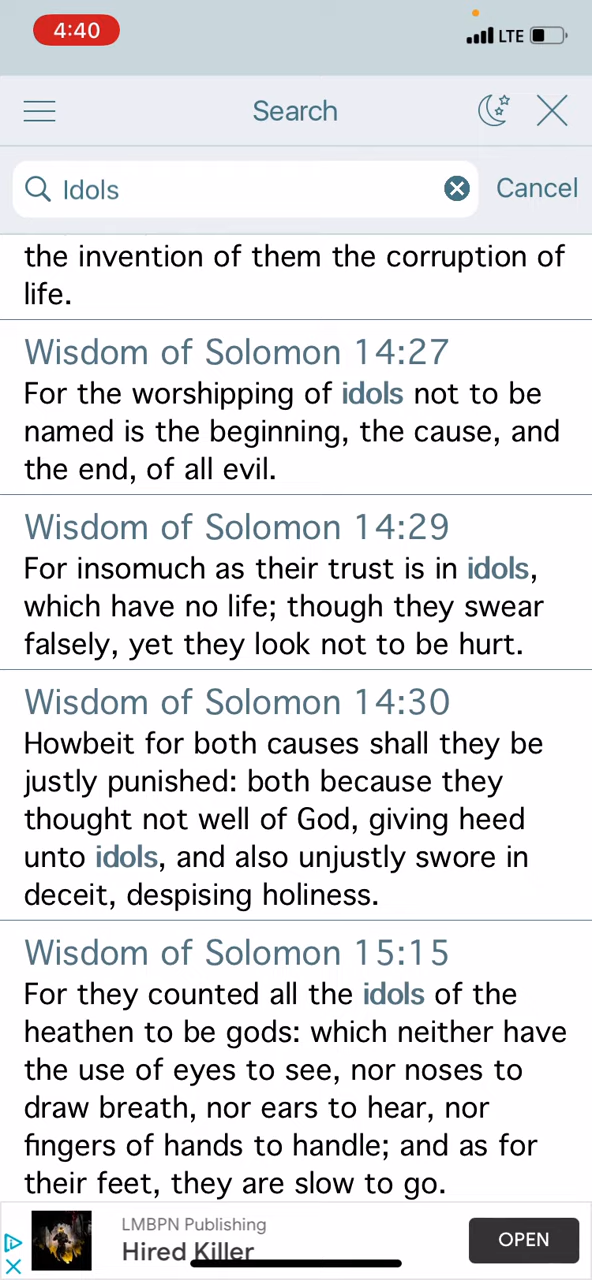 4:40
LTE
Search
Idols
Cancel
the invention of them the corruption of
life.
Wisdom of Solomon 14:27
For the worshipping of idols not to be
named is the beginning, the cause, and
the end, of all evil.
Wisdom of Solomon 14:29
For insomuch as their trust is in idols,
which have no life; though they swear
falsely, yet they look not to be hurt.
Wisdom of Solomon 14:30
Howbeit for both causes shall they be
justly punished: both because they
thought not well of God, giving heed
unto idols, and also unjustly swore in
deceit, despising holiness.
Wisdom of Solomon 15:15
For they counted all the idols of the
heathen to be gods: which neither have
the use of eyes to see, nor noses to
draw breath, nor ears to hear, nor
fingers of hands to handle; and as for
their feet, they are slow to go.
LMBPN Publishing
Hired Killer
OPEN